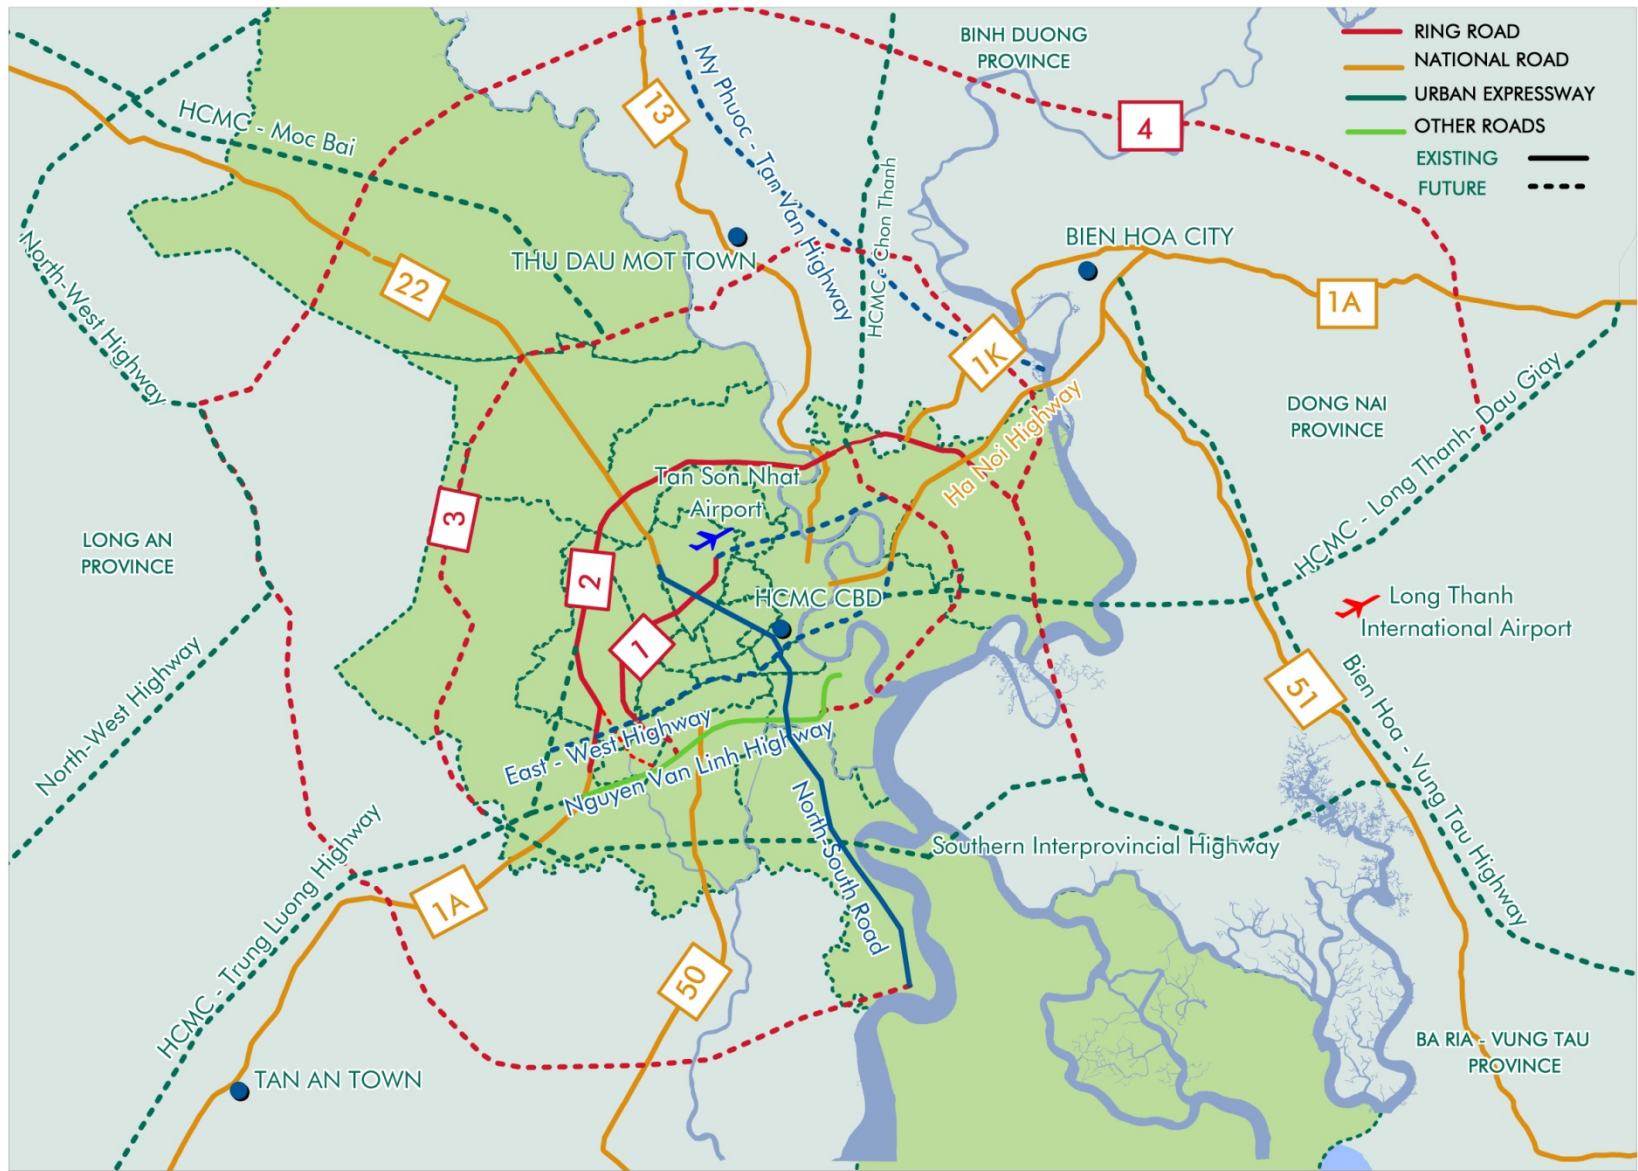 BINH DUONG
PROVINCE
RING ROAD
NATIONAL ROAD
URBAN EXPRESSWAY
OTHER ROADS
EXISTING
FUTURE
13
My Phuoc - Tan Van Highway
HCMC - Moc Bai
4
HCMC - Chon Thanh
North-West Highway
THU DAU MOT TOWN
BIEN HOA CITY
22
1A
1K
Ha Noi Highway
DONG NAI
PROVINCE
HCMC - Long Thanh- Dau Giay
Tan Son Nhat
Airport
3
LONG AN
PROVINCE
2
HCMC CBD
Long Thanh
International Airport
1
North-West Highway
51
Bien Hoa - Vung Tau Highway
East - West Highway
Nguyen Van Linh Highway
North-South Road
Southern Interprovincial Highway
HCMC - Trung Luong Highway
1A
50
BA RIA - VUNG TAU
PROVINCE
TAN AN TOWN